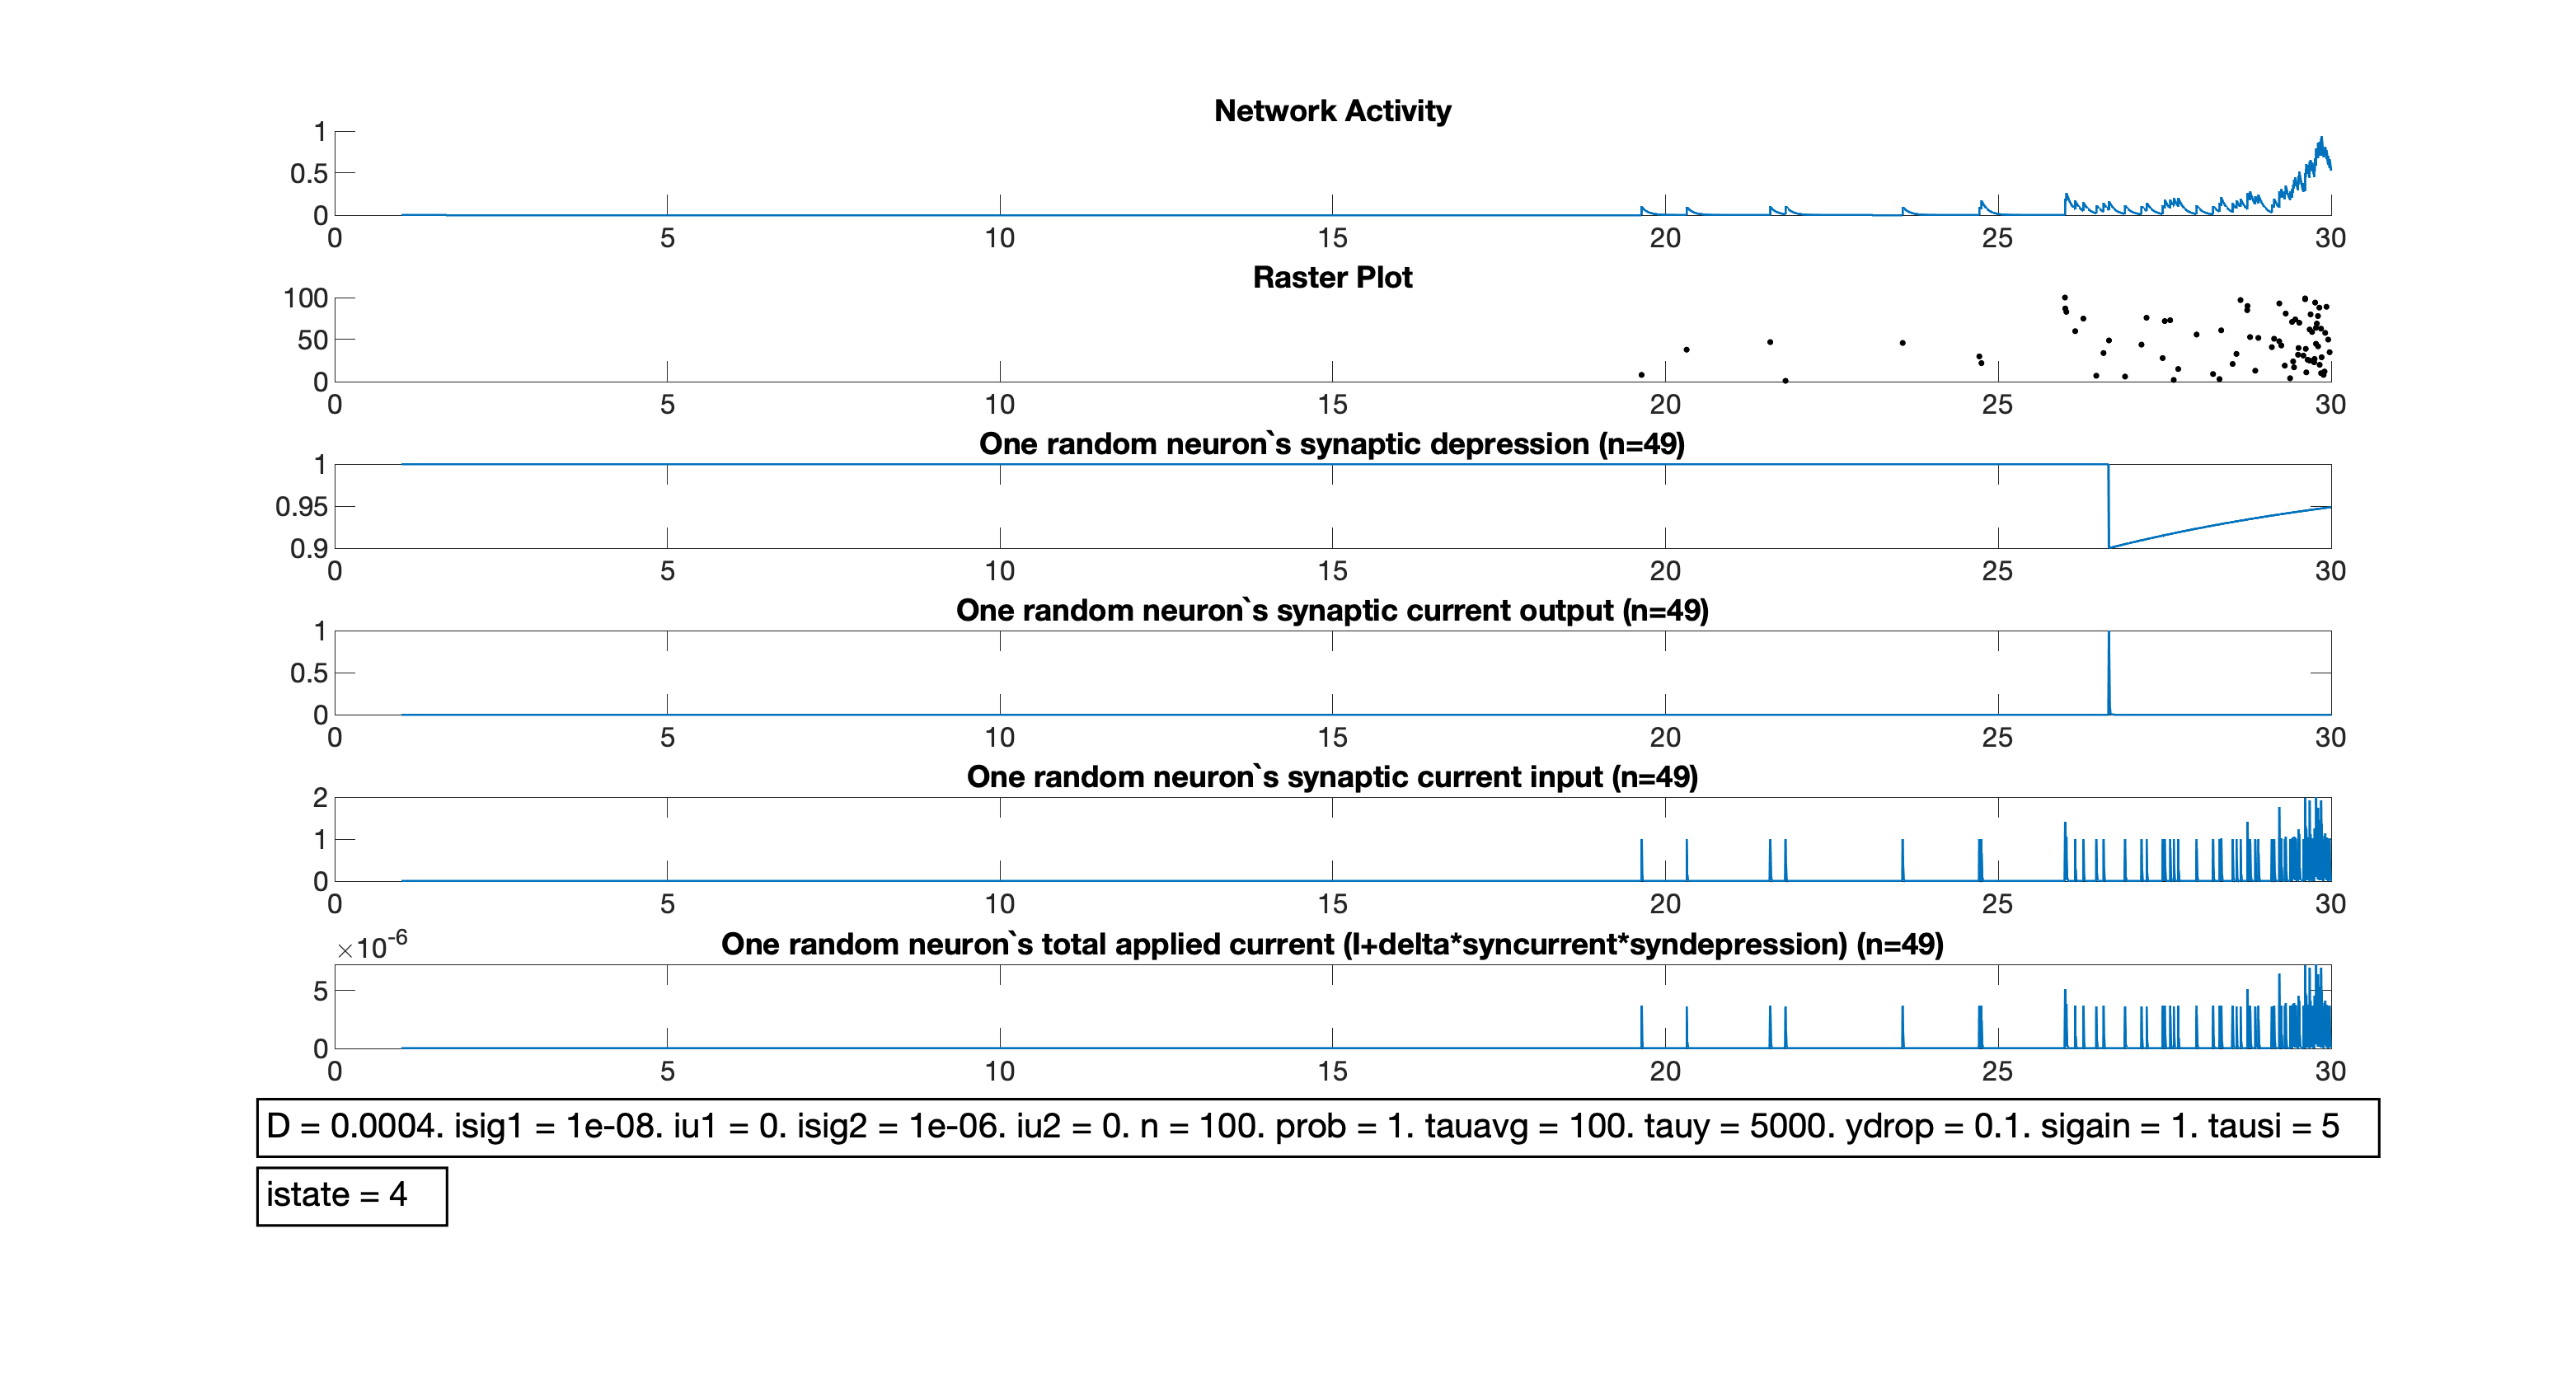 Network Activity
1
0.5
0
0 5 10 15 20 25 30
Raster Plot
100
50
0
0 5 10 15 20 25 30
One random neuron`s synaptic depression (n=49)
1
0.95
0.9
0 5 10 15 20 25 30
One random neuron`s synaptic current output (n=49)
1
0.5
0
0 5 10 15 20 25 30
One random neuron`s synaptic current input (n=49)
2
1
0
0 5 10 15 20 25 30
×10-6
One random neuron`s total applied current (I+delta*syncurrent*syndepression) (n=49)
5
0
0 5 10 15 20 25 30
D = 0.0004. isig1 = 1e-08. iu1 = 0. isig2 = 1e-06. iu2 = 0. n = 100. prob = 1. tauavg = 100. tauy = 5000. ydrop = 0.1. sigain = 1. tausi = 5
istate = 4